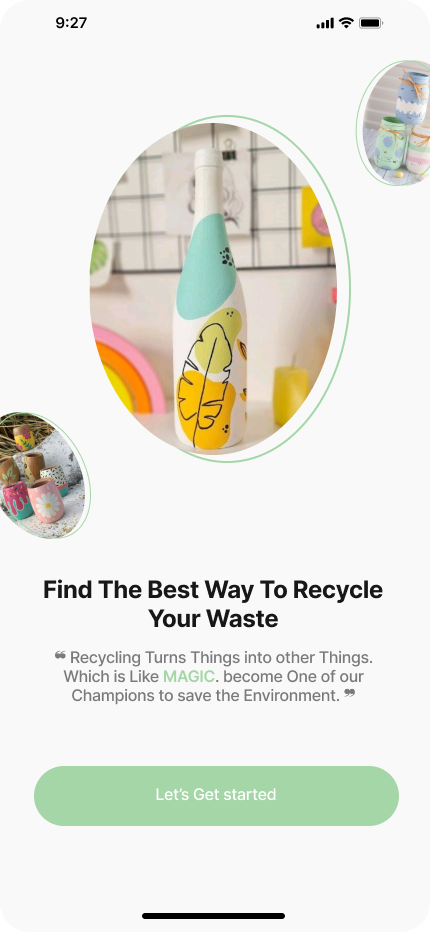 9:27
Find The Best Way To Recycle
Your Waste
❝ Recycling Turns Things into other Things.
Which is Like MAGIC. become One of our
Champions to save the Environment. ❞
Let’s Get started